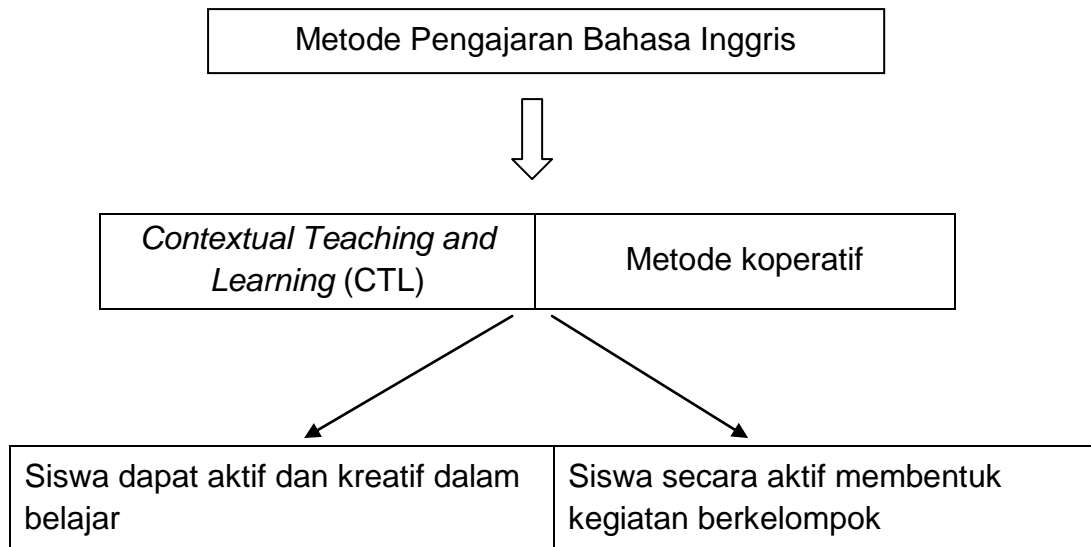 Metode Pengajaran Bahasa Inggris
Contextual Teaching and
Learning (CTL)
Metode koperatif
Siswa dapat aktif dan kreatif dalam
belajar
Siswa secara aktif membentuk
kegiatan berkelompok